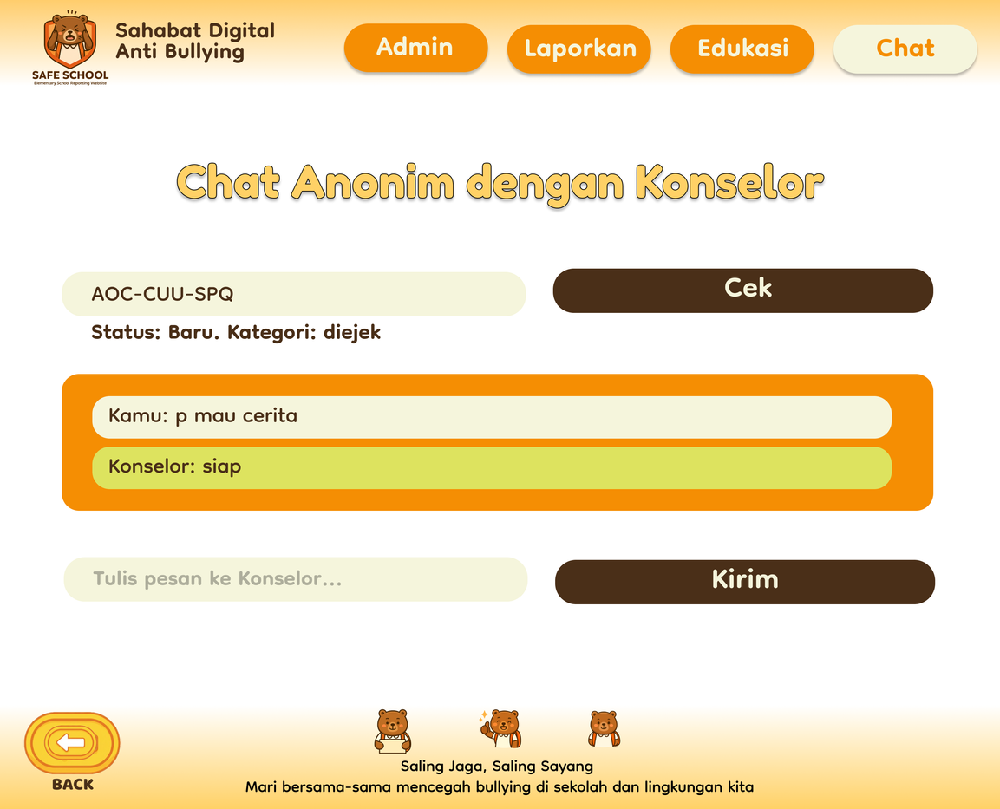 Sahabat Digital
Anti Bullying
SAFE SCHOOL
Elementary School Reporting Website
Admin
Laporkan
Edukasi
Chat
Chat Anonim dengan Konselor
AOC-CUU-SPQ
Cek
Status: Baru. Kategori: diejek
Kamu: p mau cerita
Konselor: siap
Tulis pesan ke Konselor...
Kirim
BACK
Saling Jaga, Saling Sayang
Mari bersama-sama mencegah bullying di sekolah dan lingkungan kita